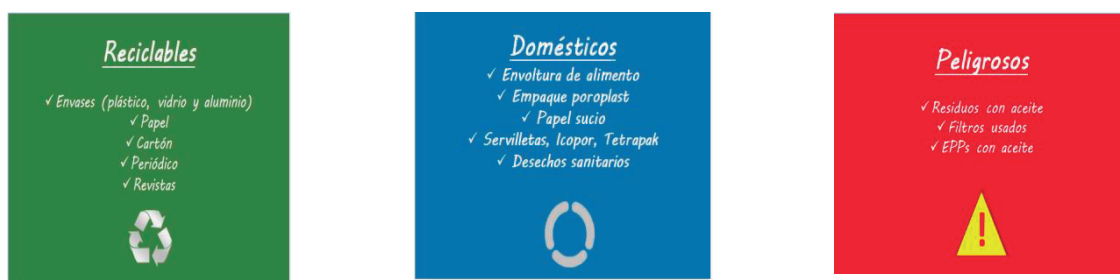 Reciclables
✓ Envases (plástico, vidrio y aluminio)
✓ Papel
✓ Cartón
✓ Periódico
✓ Revistas
Domésticos
✓ Envoltura de alimento
✓ Empaque poroplast
✓ Papel sucio
✓ Servilletas, Icopor, Tetrapak
✓ Desechos sanitarios
Peligrosos
✓ Residuos con aceite
✓ Filtros usados
✓ EPPs con aceite
!